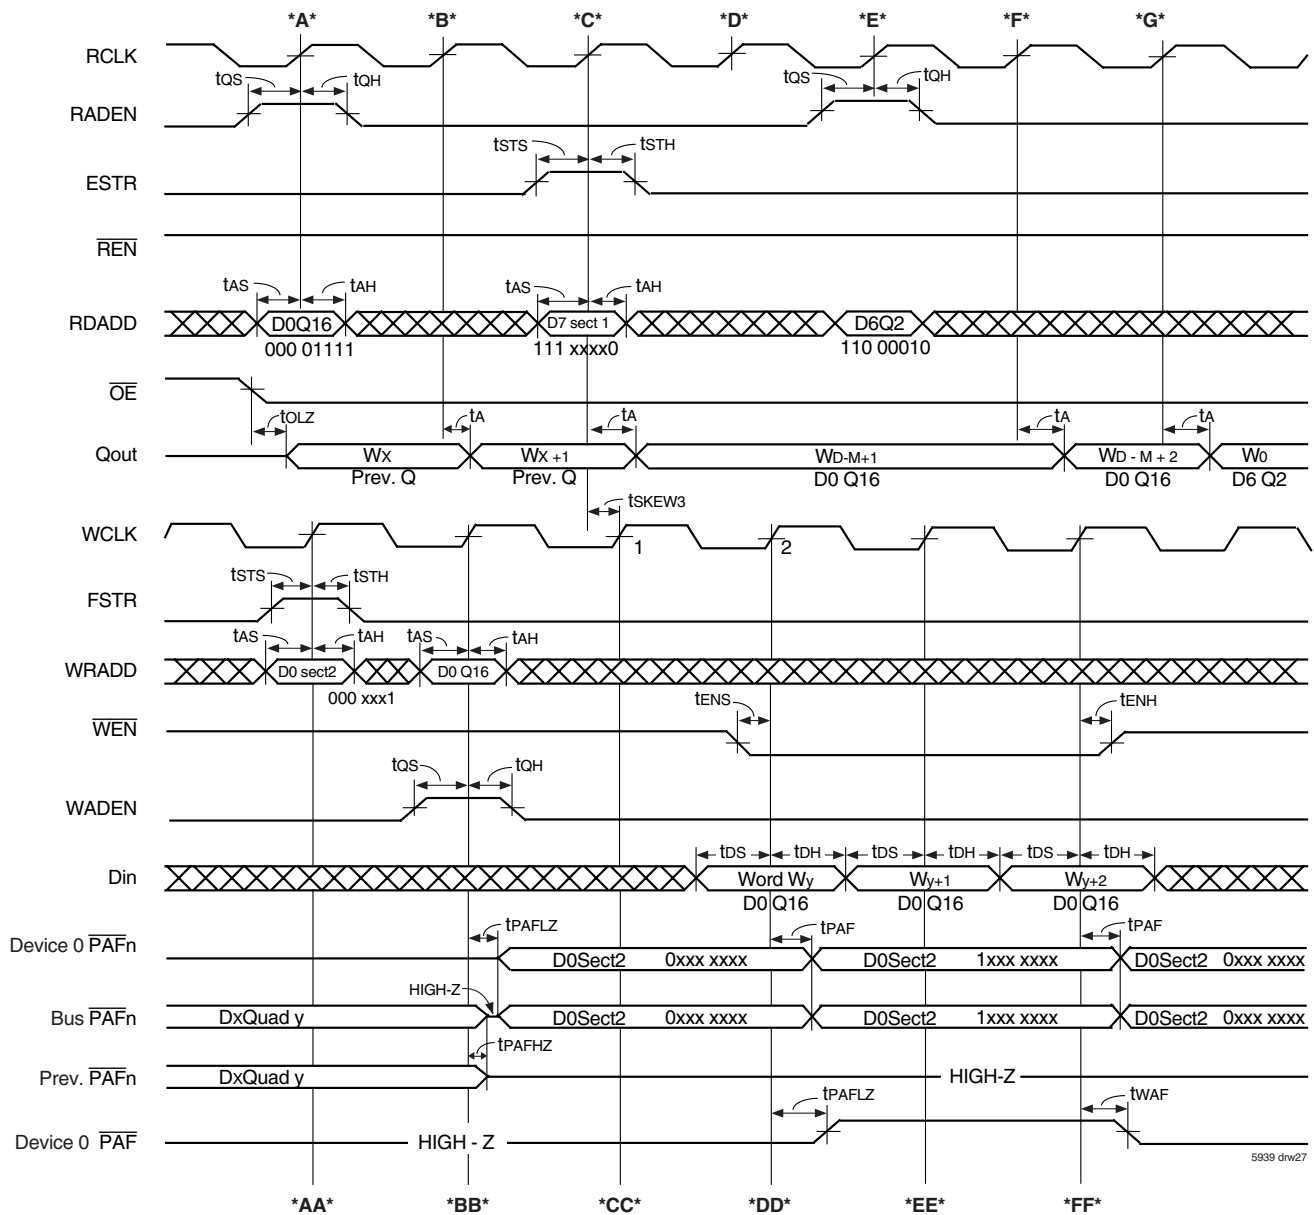 *A* *B* *C* *D* *E* *F* *G*
RCLK
tQS tQH tQS tQH
RADEN
tSTS tSTH
ESTR
REN
tAS tAH tAS tAH
RDADD D0Q16 D7 sect 1 D6Q2
000 01111 111 xxxx0 110 00010
OE
tOLZ tA tA tA tA
Qout WX WX +1 WD-M+1 WD - M + 2 W0
Prev. Q Prev. Q D0 Q16 D0 Q16 D6 Q2
tSKEW3
WCLK 1 2
tSTS tSTH
FSTR
tAS tAH tAS tAH
WRADD D0 sect2 D0 Q16
000 xxx1
tENS tENH
WEN
tQS tQH
WADEN
tDS tDH tDS tDH tDS tDH
Din Word Wy Wy+1 Wy+2
D0 Q16 D0 Q16 D0 Q16
tPAFLZ tPAF tPAF
Device 0 PAFn D0Sect2 0xxx xxxx D0Sect2 1xxx xxxx D0Sect2 0xxx xxxx
HIGH-Z
Bus PAFn DxQuad y D0Sect2 0xxx xxxx D0Sect2 1xxx xxxx D0Sect2 0xxx xxxx
tPAFHZ
Prev. PAFn DxQuad y HIGH-Z
tPAFLZ tWAF
Device 0 PAF HIGH - Z
5939 drw27
*AA* *BB* *CC* *DD* *EE* *FF*